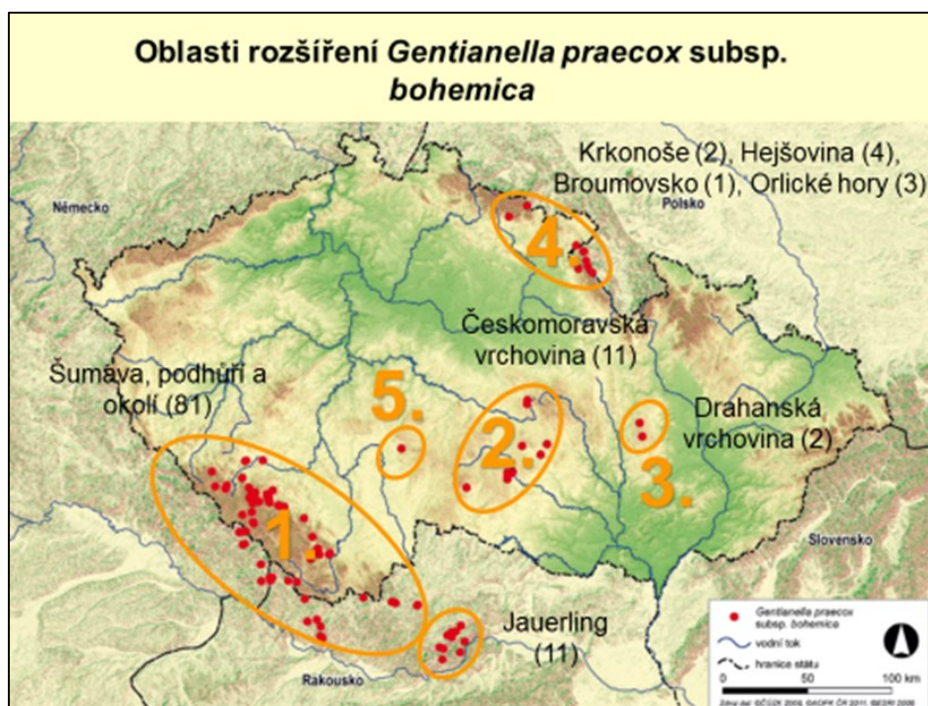 Oblasti rozšíření Gentianella praecox subsp.
bohemica
Krkonoše (2), Hejšovina (4),
Broumovsko (1), Orlické hory (3)
Německo
Polsko
4.
Českomoravská
vrchovina (11)
Šumava, podhůří a
okolí (81)
5.
Drahanská
vrchovina (2)
2.
3.
1.
Slovensko
Jauerling
(11)
Rakousko
Gentianella praecox
subsp. bohemica
vodní tok
hranice státu
0 50 100 km